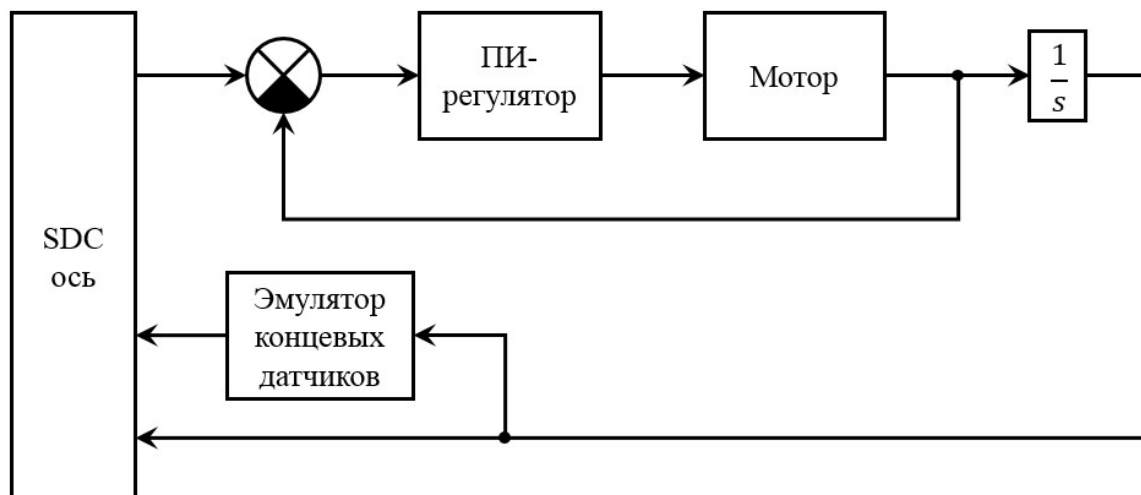 ПИ-
регулятор
Мотор
1
s
SDC
ось
Эмулятор
концевых
датчиков